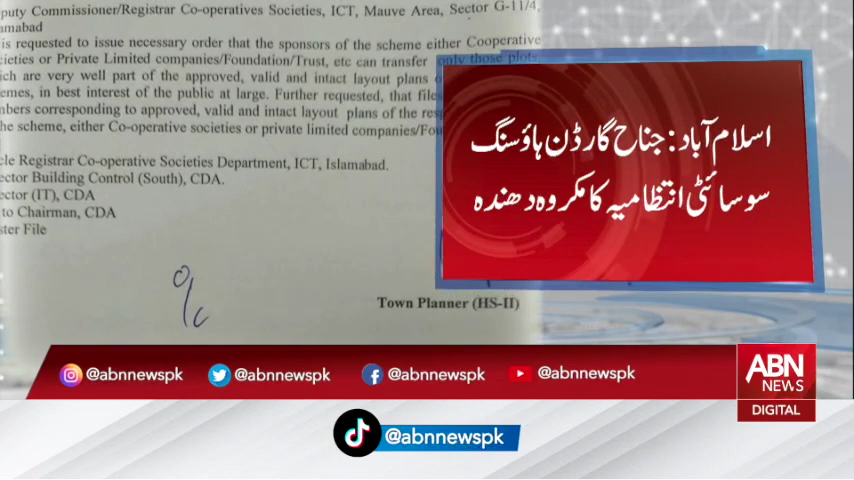 puty Commissioner/Registrar Co-operatives Societies, ICT, Mauve Area, Sector G-11/4,
amabad
is requested to issue necessary order that the sponsors of the scheme either Cooperative
ieties or Private Limited companies/Foundation/Trust, etc can transfer only those plots
ich are very well part of the approved, valid and intact layout plans
emes, in best interest of the public at large. Further requested, that files
nbers corresponding to approved, valid and intact layout plans of the
he scheme, either Co-operative societies or private limited companies/Fou
cle Registrar Co-operative Societies Department, ICT, Islamabad.
ector Building Control (South), CDA.
ector (IT), CDA
to Chairman, CDA
ster File
Town Planner (HS-II)
اسلام آباد: جناح گارڈن ہاؤسنگ
سوسائٹی انتظامیہ کا مکروہ دھندہ
@abnnewspk @abnnewspk @abnnewspk @abnnewspk
ABN
NEWS
DIGITAL
@abnnewspk